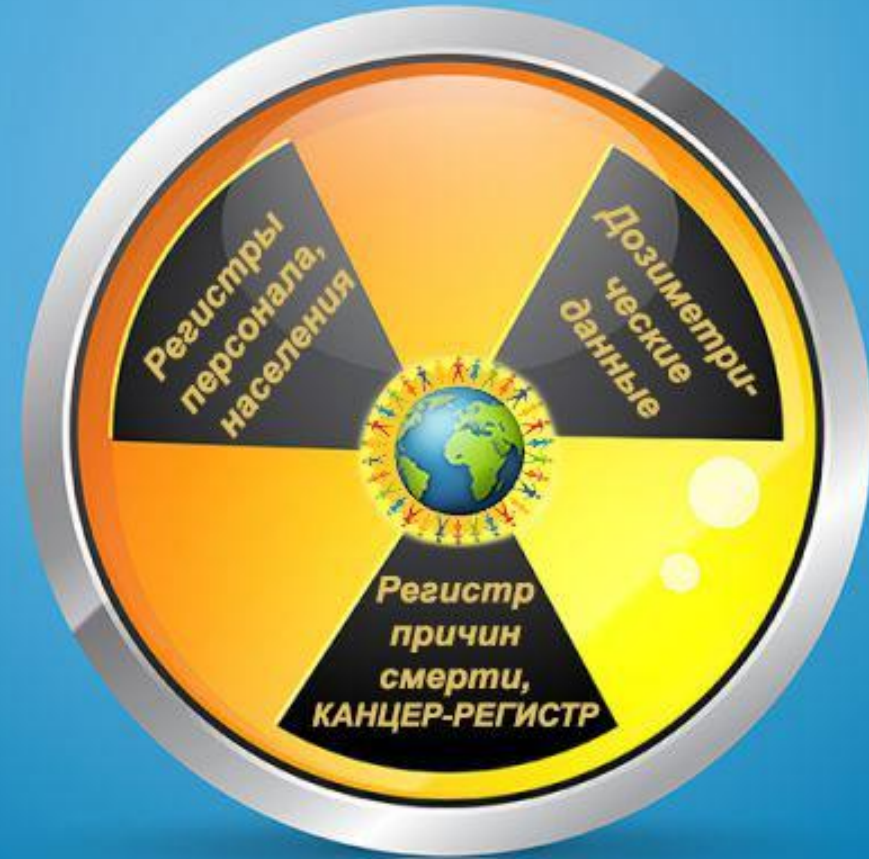 Регистры
персонала,
населения
Дозиметри-
ческие
данные
Регистр
причин
смерти,
КАНЦЕР-РЕГИСТР